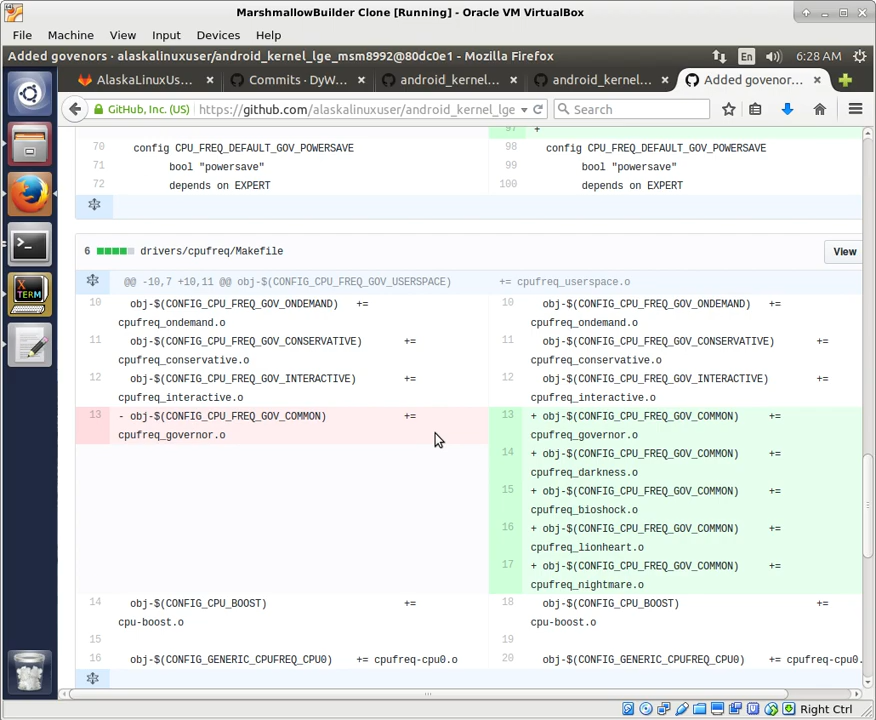 MarshmallowBuilder Clone [Running] - Oracle VM VirtualBox
File Machine View Input Devices Help
Added govenors · alaskalinuxuser/android_kernel_lge_msm8992@80dc0e1 - Mozilla Firefox En 6:28 AM
AlaskaLinuxUs... × Commits · DyW... × android_kernel... × android_kernel... × Added govenor... ×
GitHub, Inc. (US) https://github.com/alaskalinuxuser/android_kernel_lge Search
97 +
70 config CPU_FREQ_DEFAULT_GOV_POWERSAVE 98 config CPU_FREQ_DEFAULT_GOV_POWERSAVE
71 bool "powersave" 99 bool "powersave"
72 depends on EXPERT 100 depends on EXPERT
6 drivers/cpufreq/Makefile View
@@ -10,7 +10,11 @@ obj-$(CONFIG_CPU_FREQ_GOV_USERSPACE) += cpufreq_userspace.o
10 obj-$(CONFIG_CPU_FREQ_GOV_ONDEMAND) += 10 obj-$(CONFIG_CPU_FREQ_GOV_ONDEMAND) +=
cpufreq_ondemand.o cpufreq_ondemand.o
11 obj-$(CONFIG_CPU_FREQ_GOV_CONSERVATIVE) += 11 obj-$(CONFIG_CPU_FREQ_GOV_CONSERVATIVE) +=
cpufreq_conservative.o cpufreq_conservative.o
12 obj-$(CONFIG_CPU_FREQ_GOV_INTERACTIVE) += 12 obj-$(CONFIG_CPU_FREQ_GOV_INTERACTIVE) +=
cpufreq_interactive.o cpufreq_interactive.o
13 - obj-$(CONFIG_CPU_FREQ_GOV_COMMON) += 13 + obj-$(CONFIG_CPU_FREQ_GOV_COMMON) +=
cpufreq_governor.o cpufreq_governor.o
14 + obj-$(CONFIG_CPU_FREQ_GOV_COMMON) +=
cpufreq_darkness.o
15 + obj-$(CONFIG_CPU_FREQ_GOV_COMMON) +=
cpufreq_bioshock.o
16 + obj-$(CONFIG_CPU_FREQ_GOV_COMMON) +=
cpufreq_lionheart.o
17 + obj-$(CONFIG_CPU_FREQ_GOV_COMMON) +=
cpufreq_nightmare.o
14 obj-$(CONFIG_CPU_BOOST) += 18 obj-$(CONFIG_CPU_BOOST) +=
cpu-boost.o cpu-boost.o
15 19
16 obj-$(CONFIG_GENERIC_CPUFREQ_CPU0) += cpufreq-cpu0.o 20 obj-$(CONFIG_GENERIC_CPUFREQ_CPU0) += cpufreq-cpu0.
X TERM
Right Ctrl